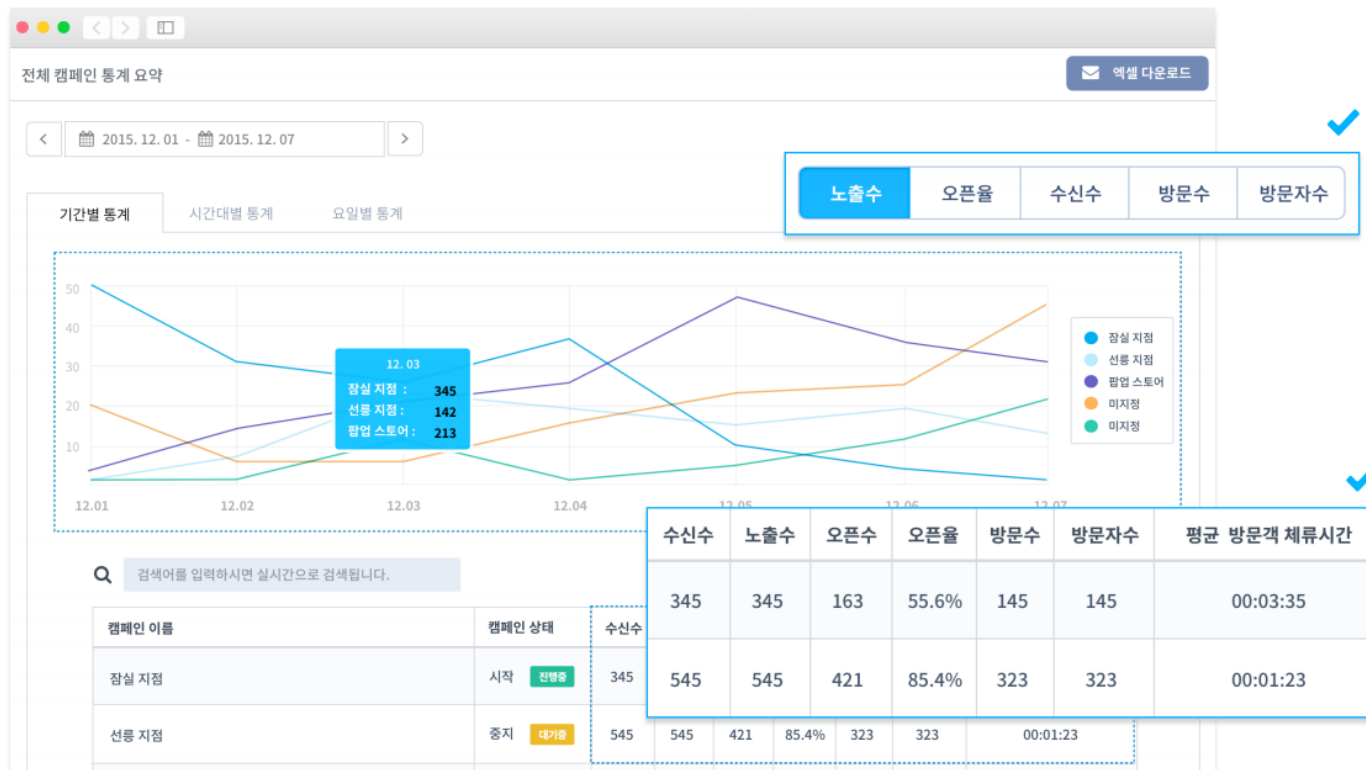 전체 캠페인 통계 요약
엑셀 다운로드
2015. 12. 01 - 2015. 12. 07
노출수 오픈율 수신수 방문수 방문자수
기간별 통계 시간대별 통계 요일별 통계
50
40
30
20
10
12. 03
잠실 지점 : 345
선릉 지점 : 142
팝업 스토어 : 213
잠실 지점
선릉 지점
팝업 스토어
미지정
미지정
12.01 12.02 12.03 12.04 12.05 12.06 12.07
수신수 노출수 오픈수 오픈율 방문수 방문자수 평균 방문객 체류시간
345 345 163 55.6% 145 145 00:03:35
545 545 421 85.4% 323 323 00:01:23
검색어를 입력하시면 실시간으로 검색됩니다.
캠페인 이름 캠페인 상태 수신수
잠실 지점 시작 진행중 345
선릉 지점 중지 대기중 545 545 421 85.4% 323 323 00:01:23